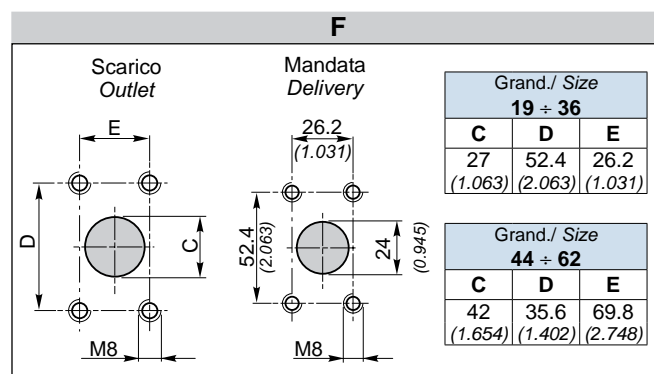 F
Scarico
Outlet
E
D
C
M8
Mandata
Delivery
26.2
(1.031)
52.4
(2.063)
24
(0.945)
M8
Grand./ Size
19 ÷ 36
C D E
27 52.4 26.2
(1.063) (2.063) (1.031)
Grand./ Size
44 ÷ 62
C D E
42 35.6 69.8
(1.654) (1.402) (2.748)